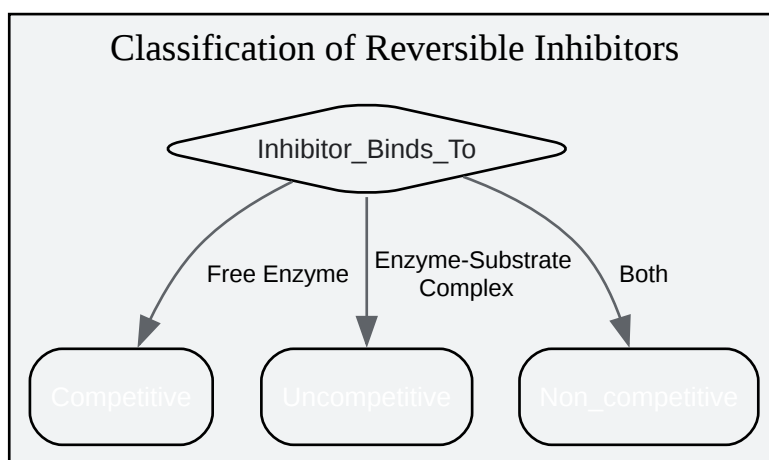 Classification of Reversible Inhibitors
Inhibitor_Binds_To
Free Enzyme
Enzyme-Substrate
Complex
Both
Competitive
Uncompetitive
Non_competitive